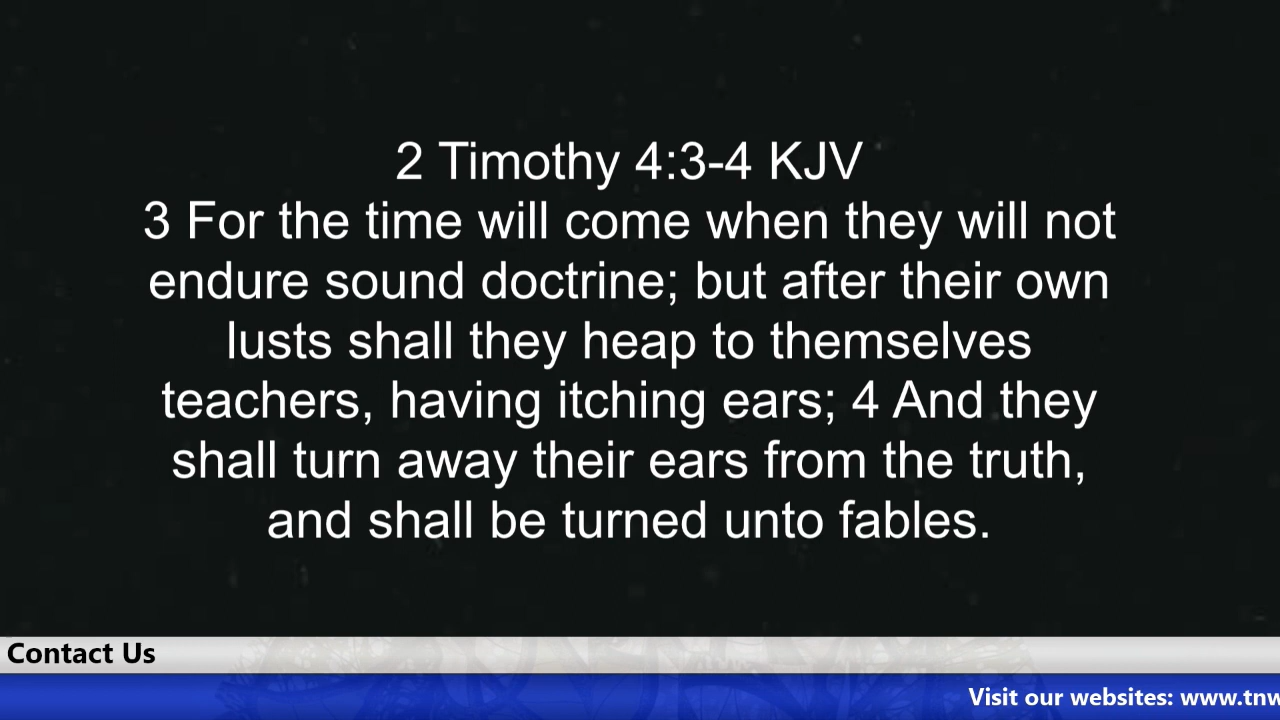 2 Timothy 4:3-4 KJV
3 For the time will come when they will not
endure sound doctrine; but after their own
lusts shall they heap to themselves
teachers, having itching ears; 4 And they
shall turn away their ears from the truth,
and shall be turned unto fables.
Contact Us
Visit our websites: